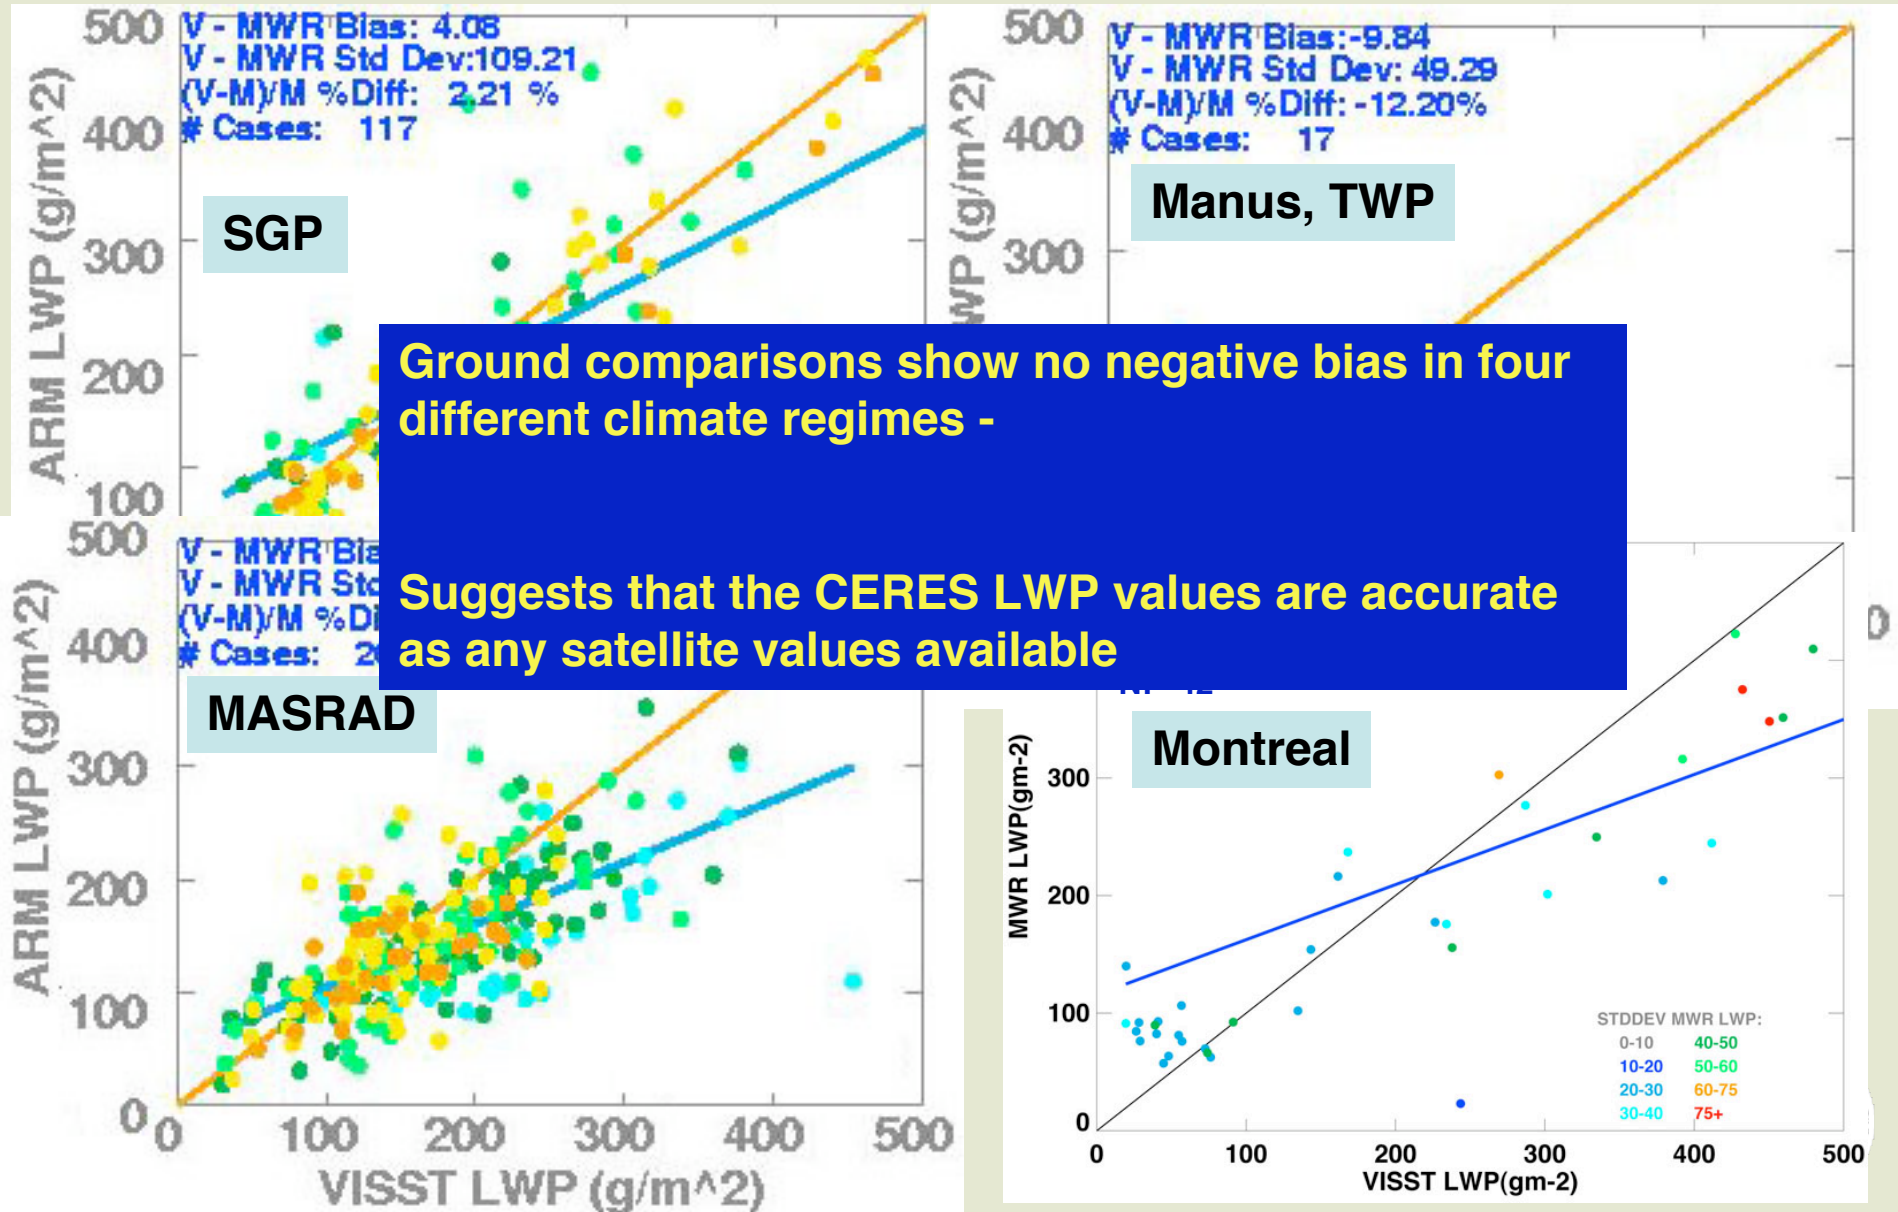 500
V - MWR Bias: 4.08
V - MWR Std Dev:109.21
(V-M)/M %Diff: 2.21 %
# Cases: 117
400
SGP
300
200
100
ARM LWP (g/m^2)
500
V - MWR Bias:-9.84
V - MWR Std Dev: 49.29
(V-M)/M %Diff: -12.20%
# Cases: 17
400
Manus, TWP
300
WP (g/m^2)
Ground comparisons show no negative bias in four
different climate regimes -
Suggests that the CERES LWP values are accurate
as any satellite values available
500
V - MWR
V - MWR
(V-M)/M
# Cases:
400
MASRAD
300
200
100
0
ARM LWP (g/m^2)
0 100 200 300 400 500
VISST LWP (g/m^2)
Montreal
300
200
100
0
MWR LWP(gm-2)
STDDEV MWR LWP:
0-10 40-50
10-20 50-60
20-30 60-75
30-40 75+
0 100 200 300 400 500
VISST LWP(gm-2)